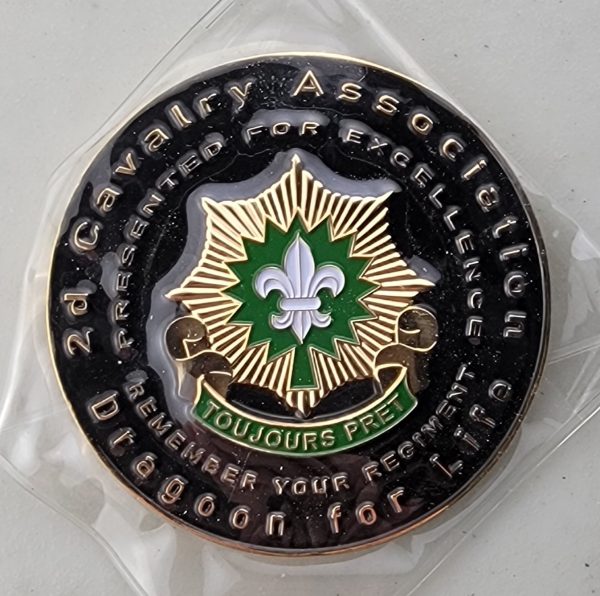 2d Cavalry Association
PRESENTED FOR EXCELLENCE
TOUJOURS PRET
REMEMBER YOUR REGIMENT
Dragoon for Life